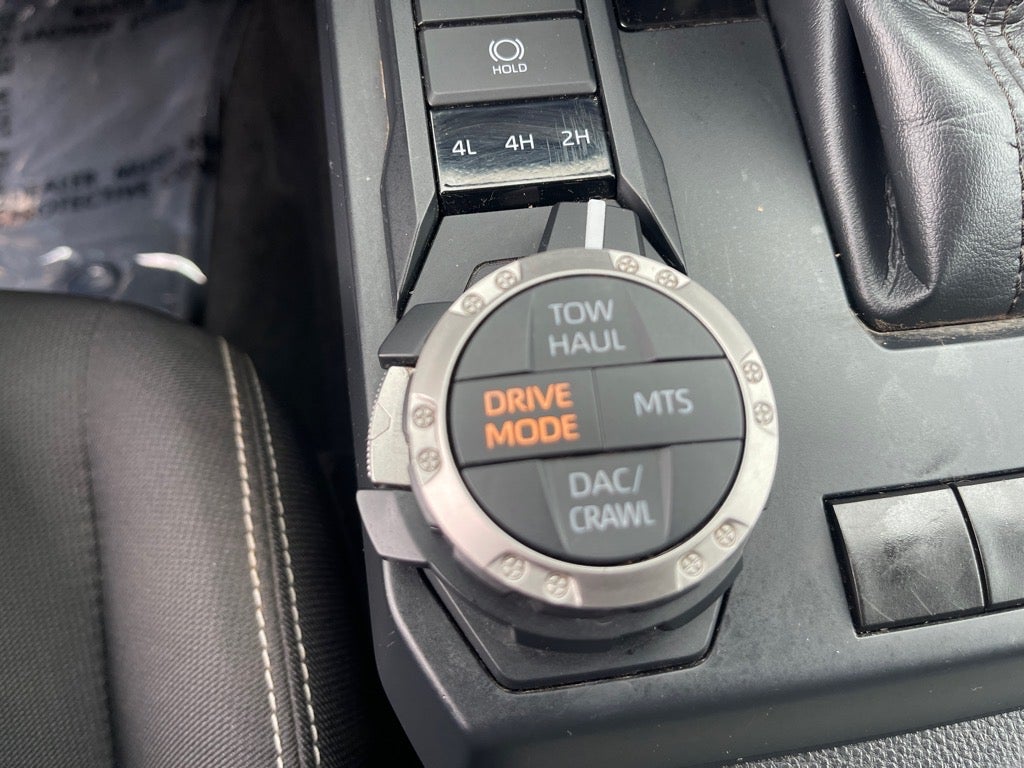 HOLD
4L 4H 2H
TOW
HAUL
DRIVE
MODE
MTS
DAC/
CRAWL